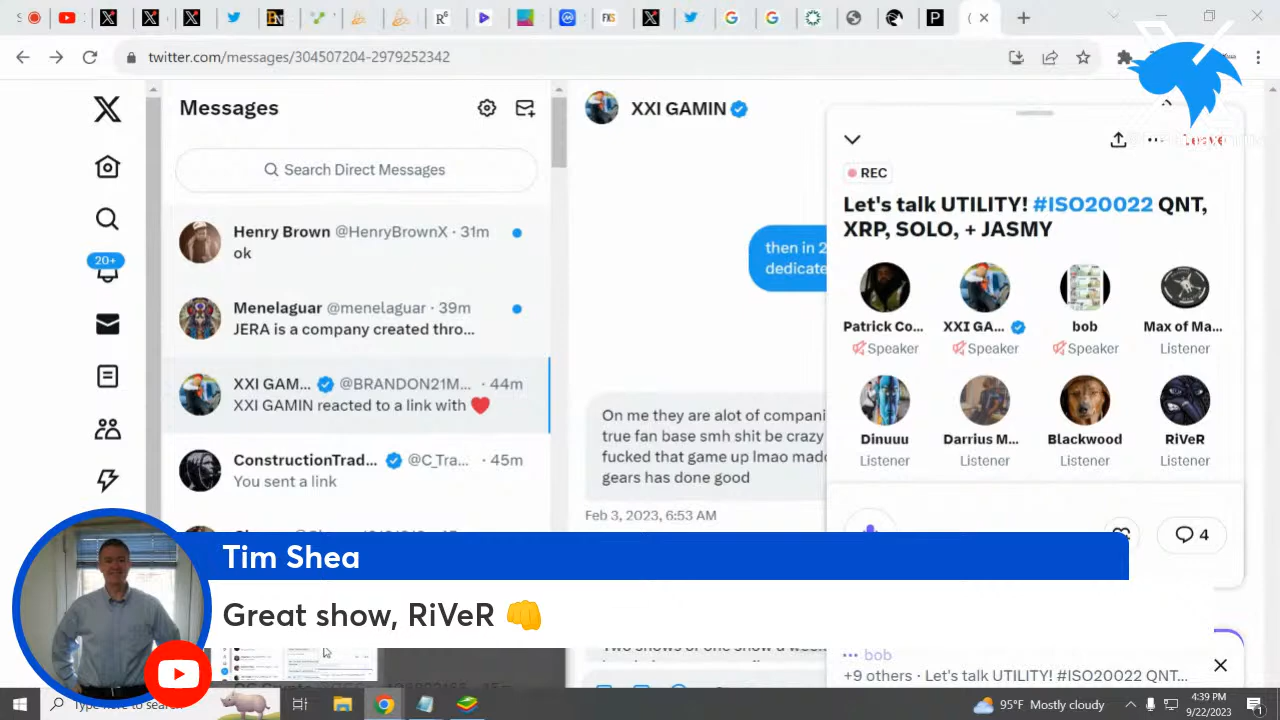 twitter.com/messages/304507204-2979252342
Messages
XXI GAMIN
Search Direct Messages
REC
Let's talk UTILITY! #ISO20022 QNT,
XRP, SOLO, + JASMY
Henry Brown @HenryBrownX · 31m
ok
20+
then in 2
dedicate
Menelaguar @menelaguar · 39m
JERA is a company created thro...
Patrick Co...
XXI GA...
bob
Max of Ma...
Speaker
Speaker
Speaker
Listener
XXI GAM... @BRANDON21M... · 44m
XXI GAMIN reacted to a link with ❤️
On me they are alot of compani
true fan base smh shit be crazy
fucked that game up lmao madd
gears has done good
Dinuuu
Darrius M...
Blackwood
RiVeR
Listener
Listener
Listener
Listener
ConstructionTrad... @C_Tra... · 45m
You sent a link
Feb 3, 2023, 6:53 AM
4
Tim Shea
Great show, RiVeR 👊
bob
+9 others · Let's talk UTILITY! #ISO20022 QNT...
Type here to search
95°F Mostly cloudy
4:39 PM
9/22/2023